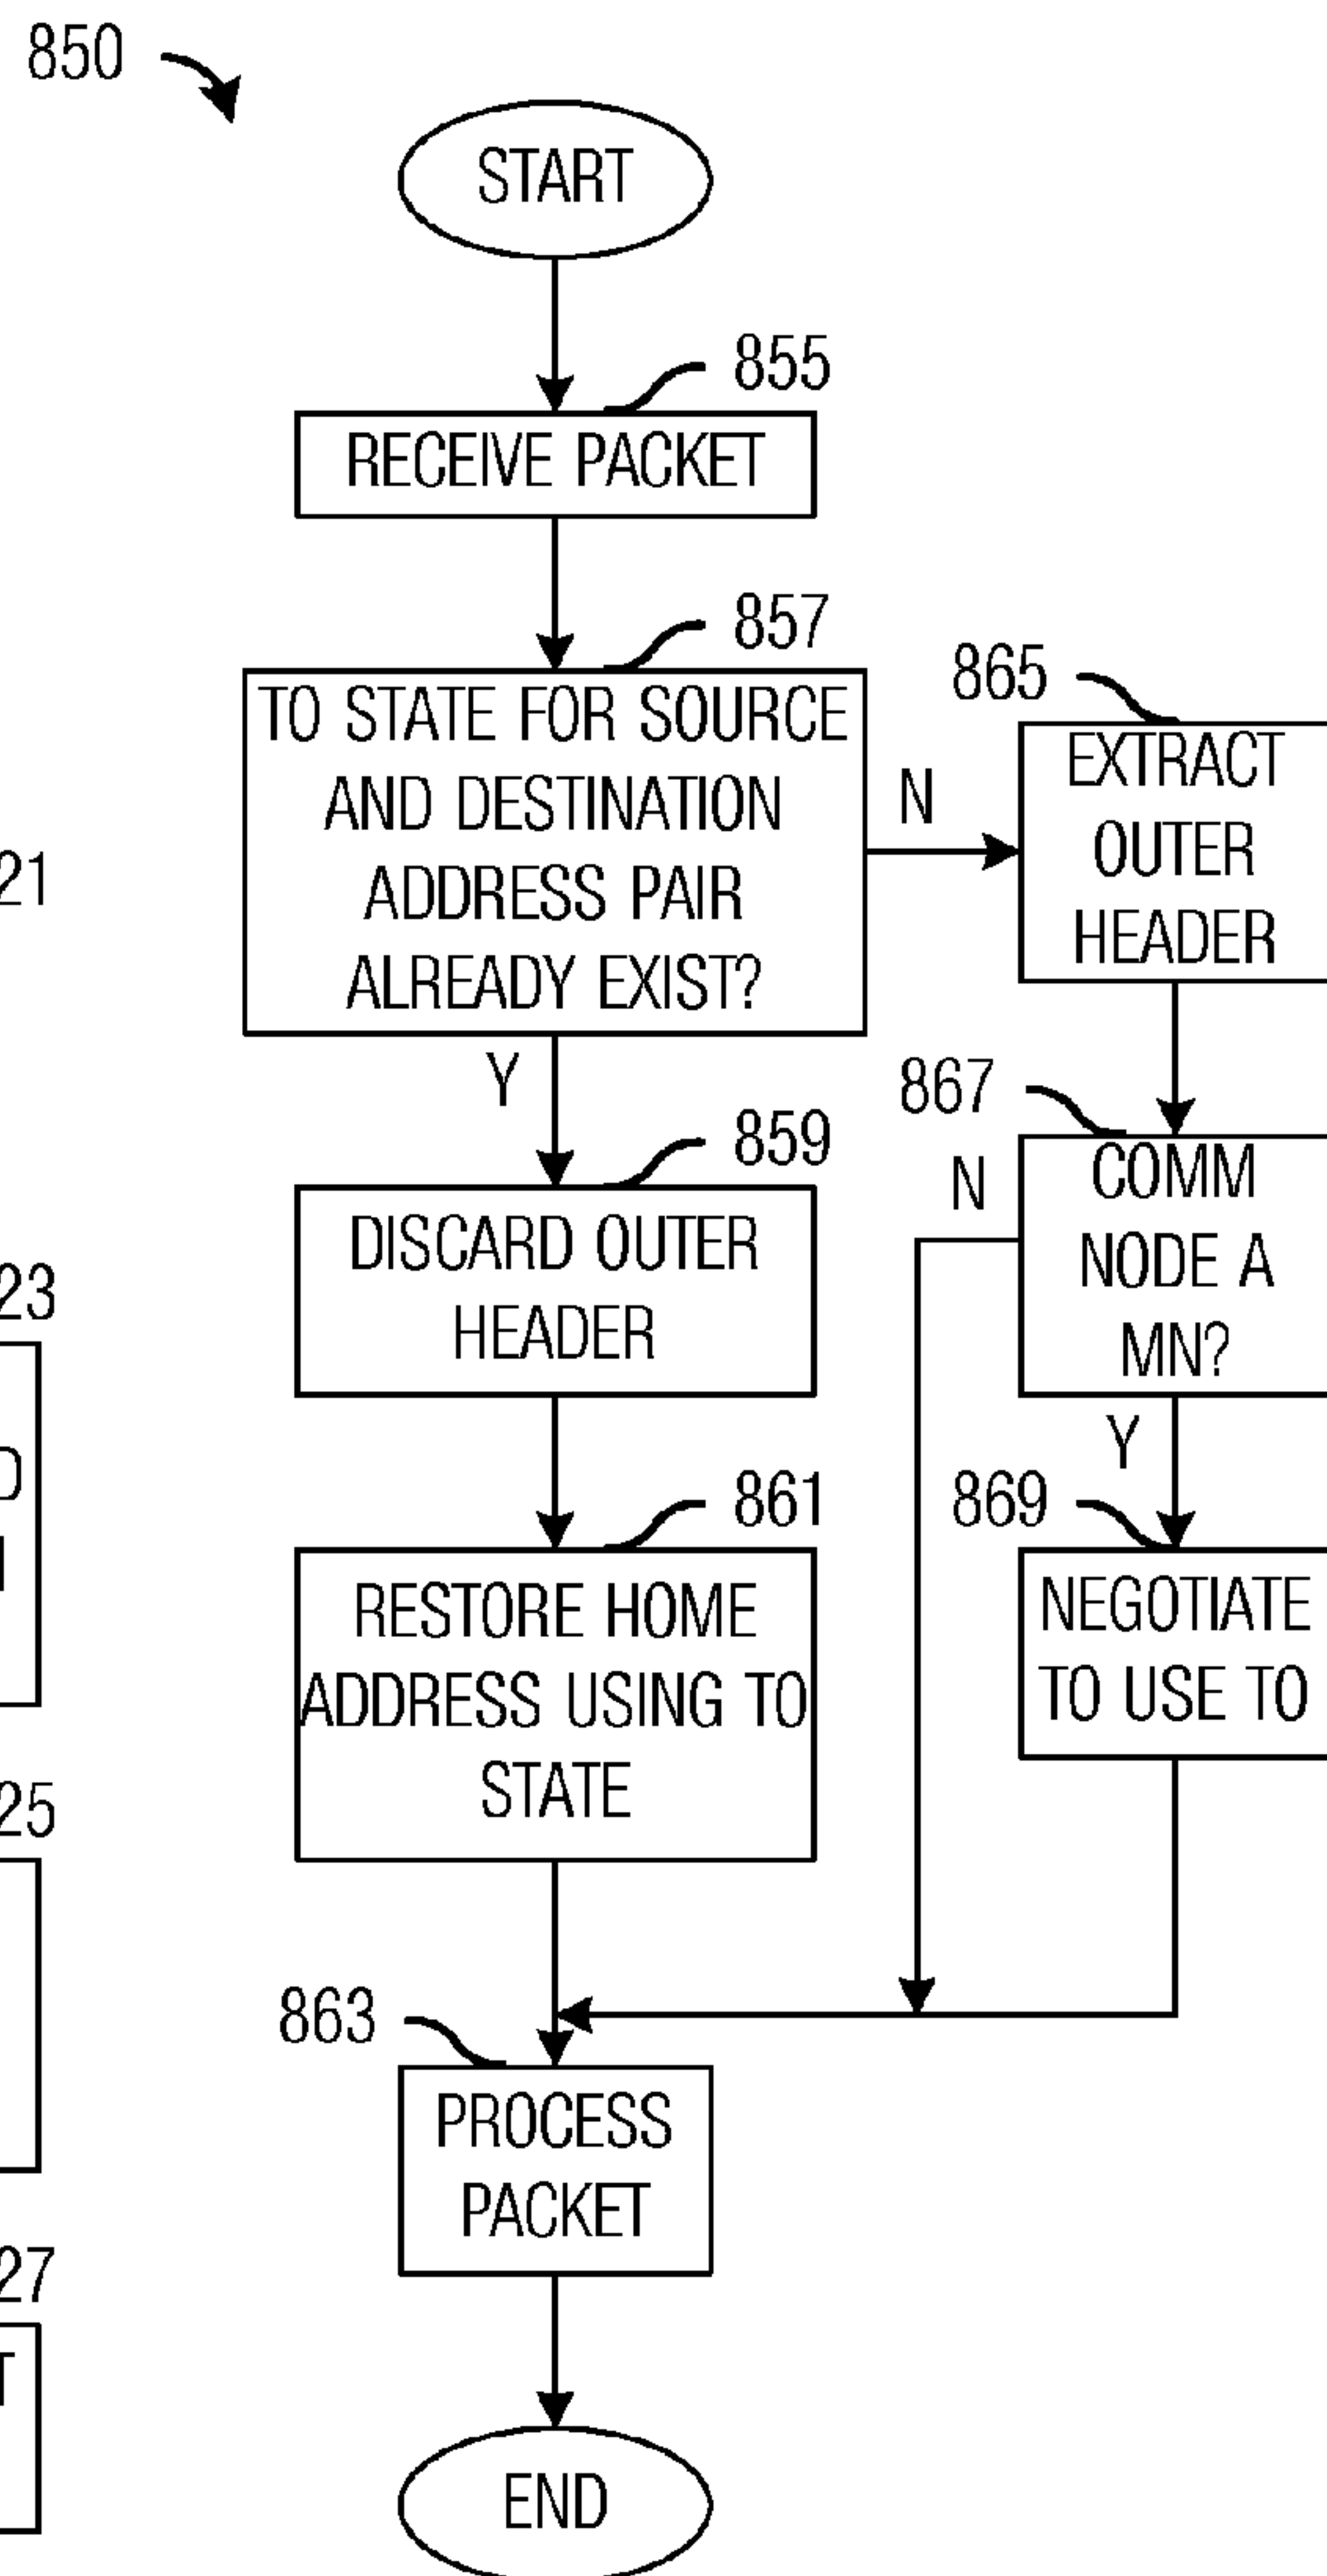 850
START
855
RECEIVE PACKET
857
TO STATE FOR SOURCE
AND DESTINATION
ADDRESS PAIR
ALREADY EXIST?
N
865
EXTRACT
OUTER
HEADER
21
Y
867
COMM
NODE A
MN?
N
859
DISCARD OUTER
HEADER
23
D
Y
861
RESTORE HOME
ADDRESS USING TO
STATE
869
NEGOTIATE
TO USE TO
25
863
PROCESS
PACKET
27
T
END